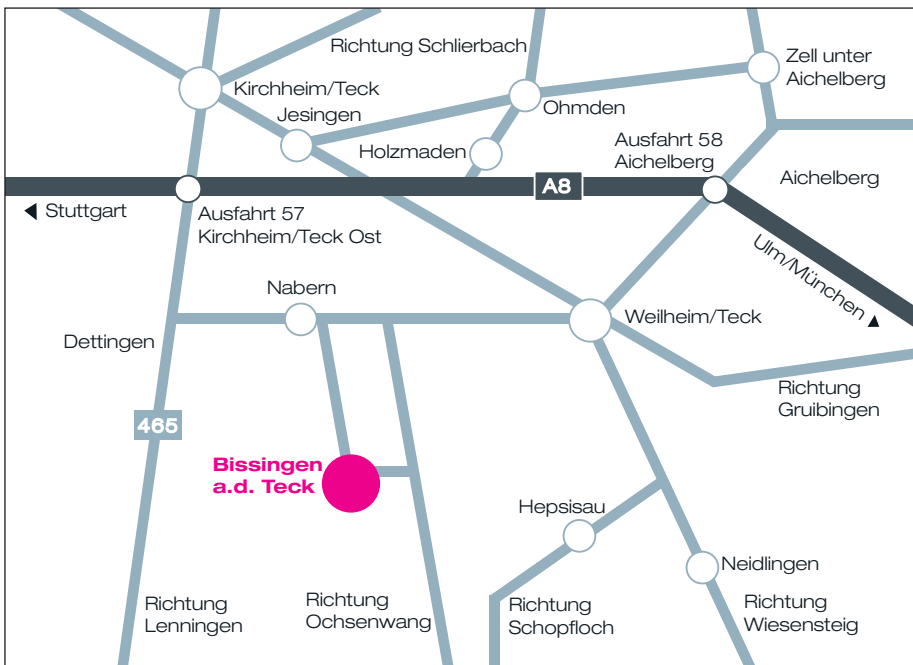 Richtung Schlierbach
Zell unter
Aichelberg
Kirchheim/Teck
Jesingen
Ohmden
Holzmaden
Ausfahrt 58
Aichelberg
Aichelberg
A8
Stuttgart
Ausfahrt 57
Kirchheim/Teck Ost
Ulm/München
Nabern
Weilheim/Teck
Dettingen
Richtung
Gruibingen
465
Bissingen
a.d. Teck
Hepsisau
Neidlingen
Richtung
Lenningen
Richtung
Ochsenwang
Richtung
Schopfloch
Richtung
Wiesensteig